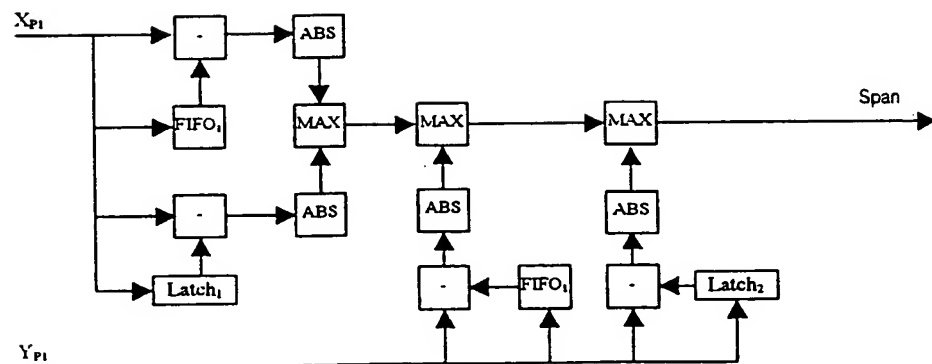 X_P1
-
ABS
FIFO₁
MAX
MAX
MAX
Span
-
ABS
ABS
ABS
Latch₁
-
FIFO₁
-
Latch₂
Y_P1